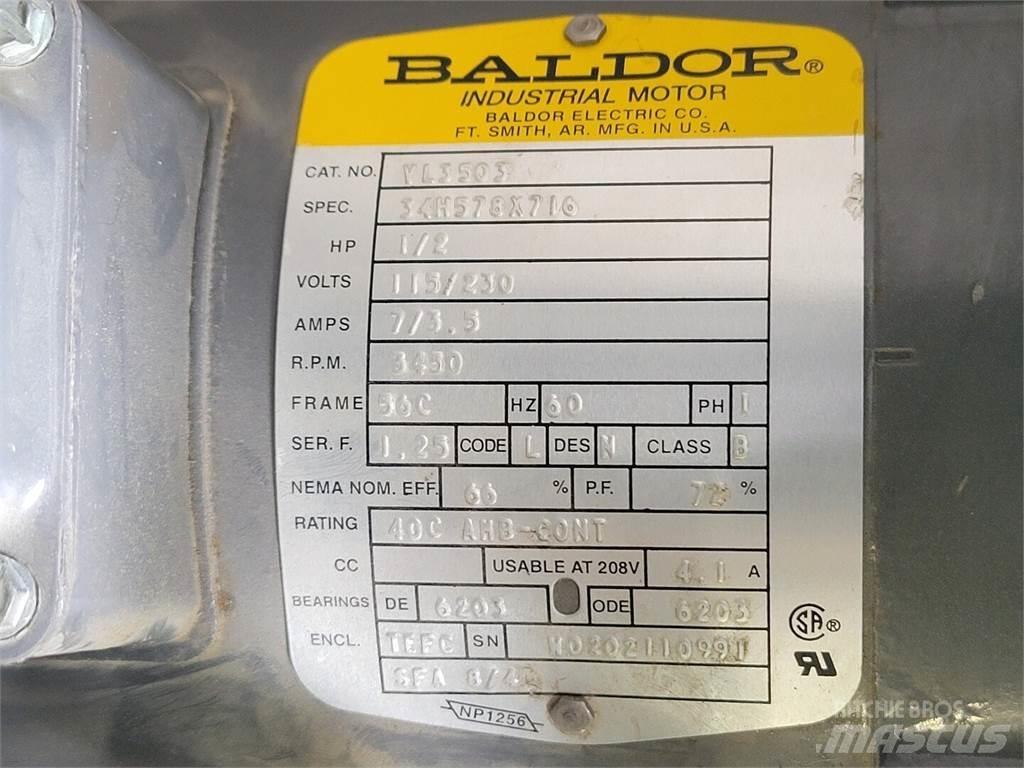 BALDOR®
INDUSTRIAL MOTOR
BALDOR ELECTRIC CO.
FT. SMITH, AR. MFG. IN U.S.A.
CAT. NO. VL3503
SPEC. 34H578X716
HP 1/2
VOLTS 115/230
AMPS 7/3.5
R.P.M. 3450
FRAME 56C HZ 60 PH 1
SER. F. 1.25 CODE L DES N CLASS B
NEMA NOM. EFF. 66 % P.F. %
RATING 40C AMB-CONT
CC USABLE AT 208V 4.1 A
BEARINGS DE 6203 ODE 6203
ENCL. TEFC SN
SFA
NP1256
SA®
RITCHIE BROS
MASCUS